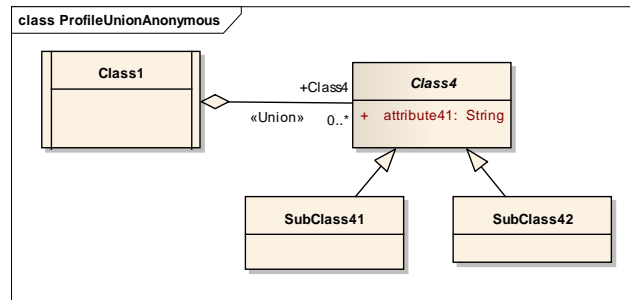 class ProfileUnionAnonymous
Class1
+Class4
«Union»
0..*
Class4
+ attribute41: String
SubClass41
SubClass42